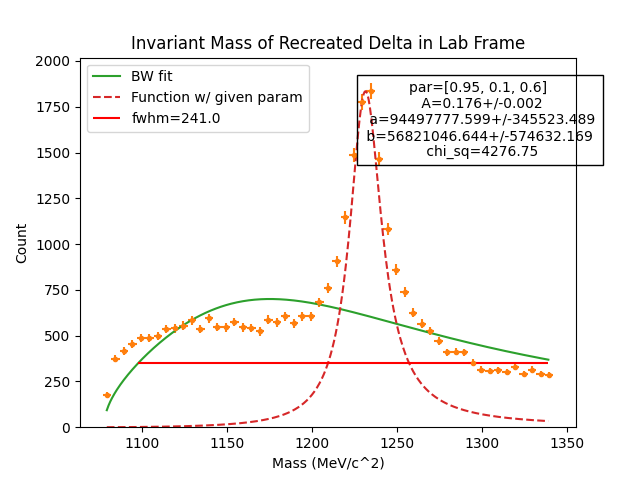 Invariant Mass of Recreated Delta in Lab Frame
BW fit
Function w/ given param
fwhm=241.0
par=[0.95, 0.1, 0.6]
A=0.176+/-0.002
a=94497777.599+/-345523.489
b=56821046.644+/-574632.169
chi_sq=4276.75
Count
2000
1750
1500
1250
1000
750
500
250
0
1100
1150
1200
1250
1300
1350
Mass (MeV/c^2)